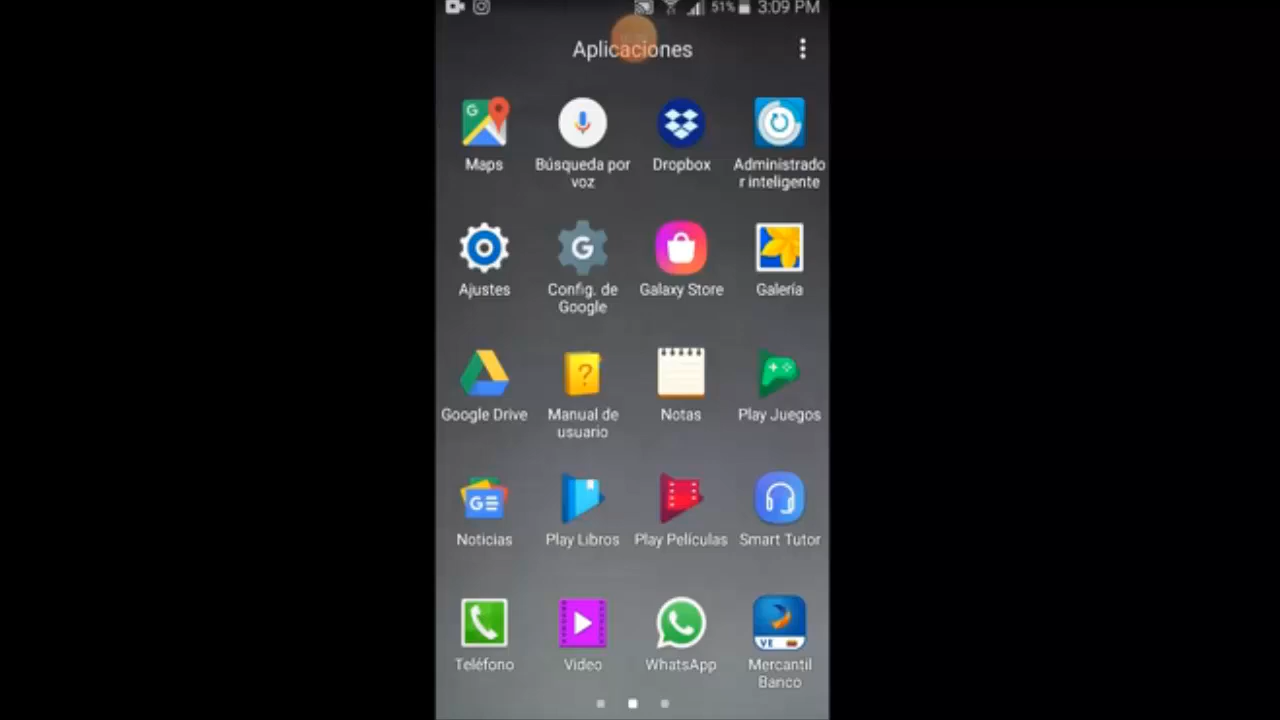 51% 3:09 PM
Aplicaciones
Maps
Búsqueda por
voz
Dropbox
Administrado
r inteligente
Ajustes
Config. de
Google
Galaxy Store
Galería
Google Drive
Manual de
usuario
Notas
Play Juegos
Noticias
Play Libros
Play Películas
Smart Tutor
Teléfono
Video
WhatsApp
VE
Mercantil
Banco